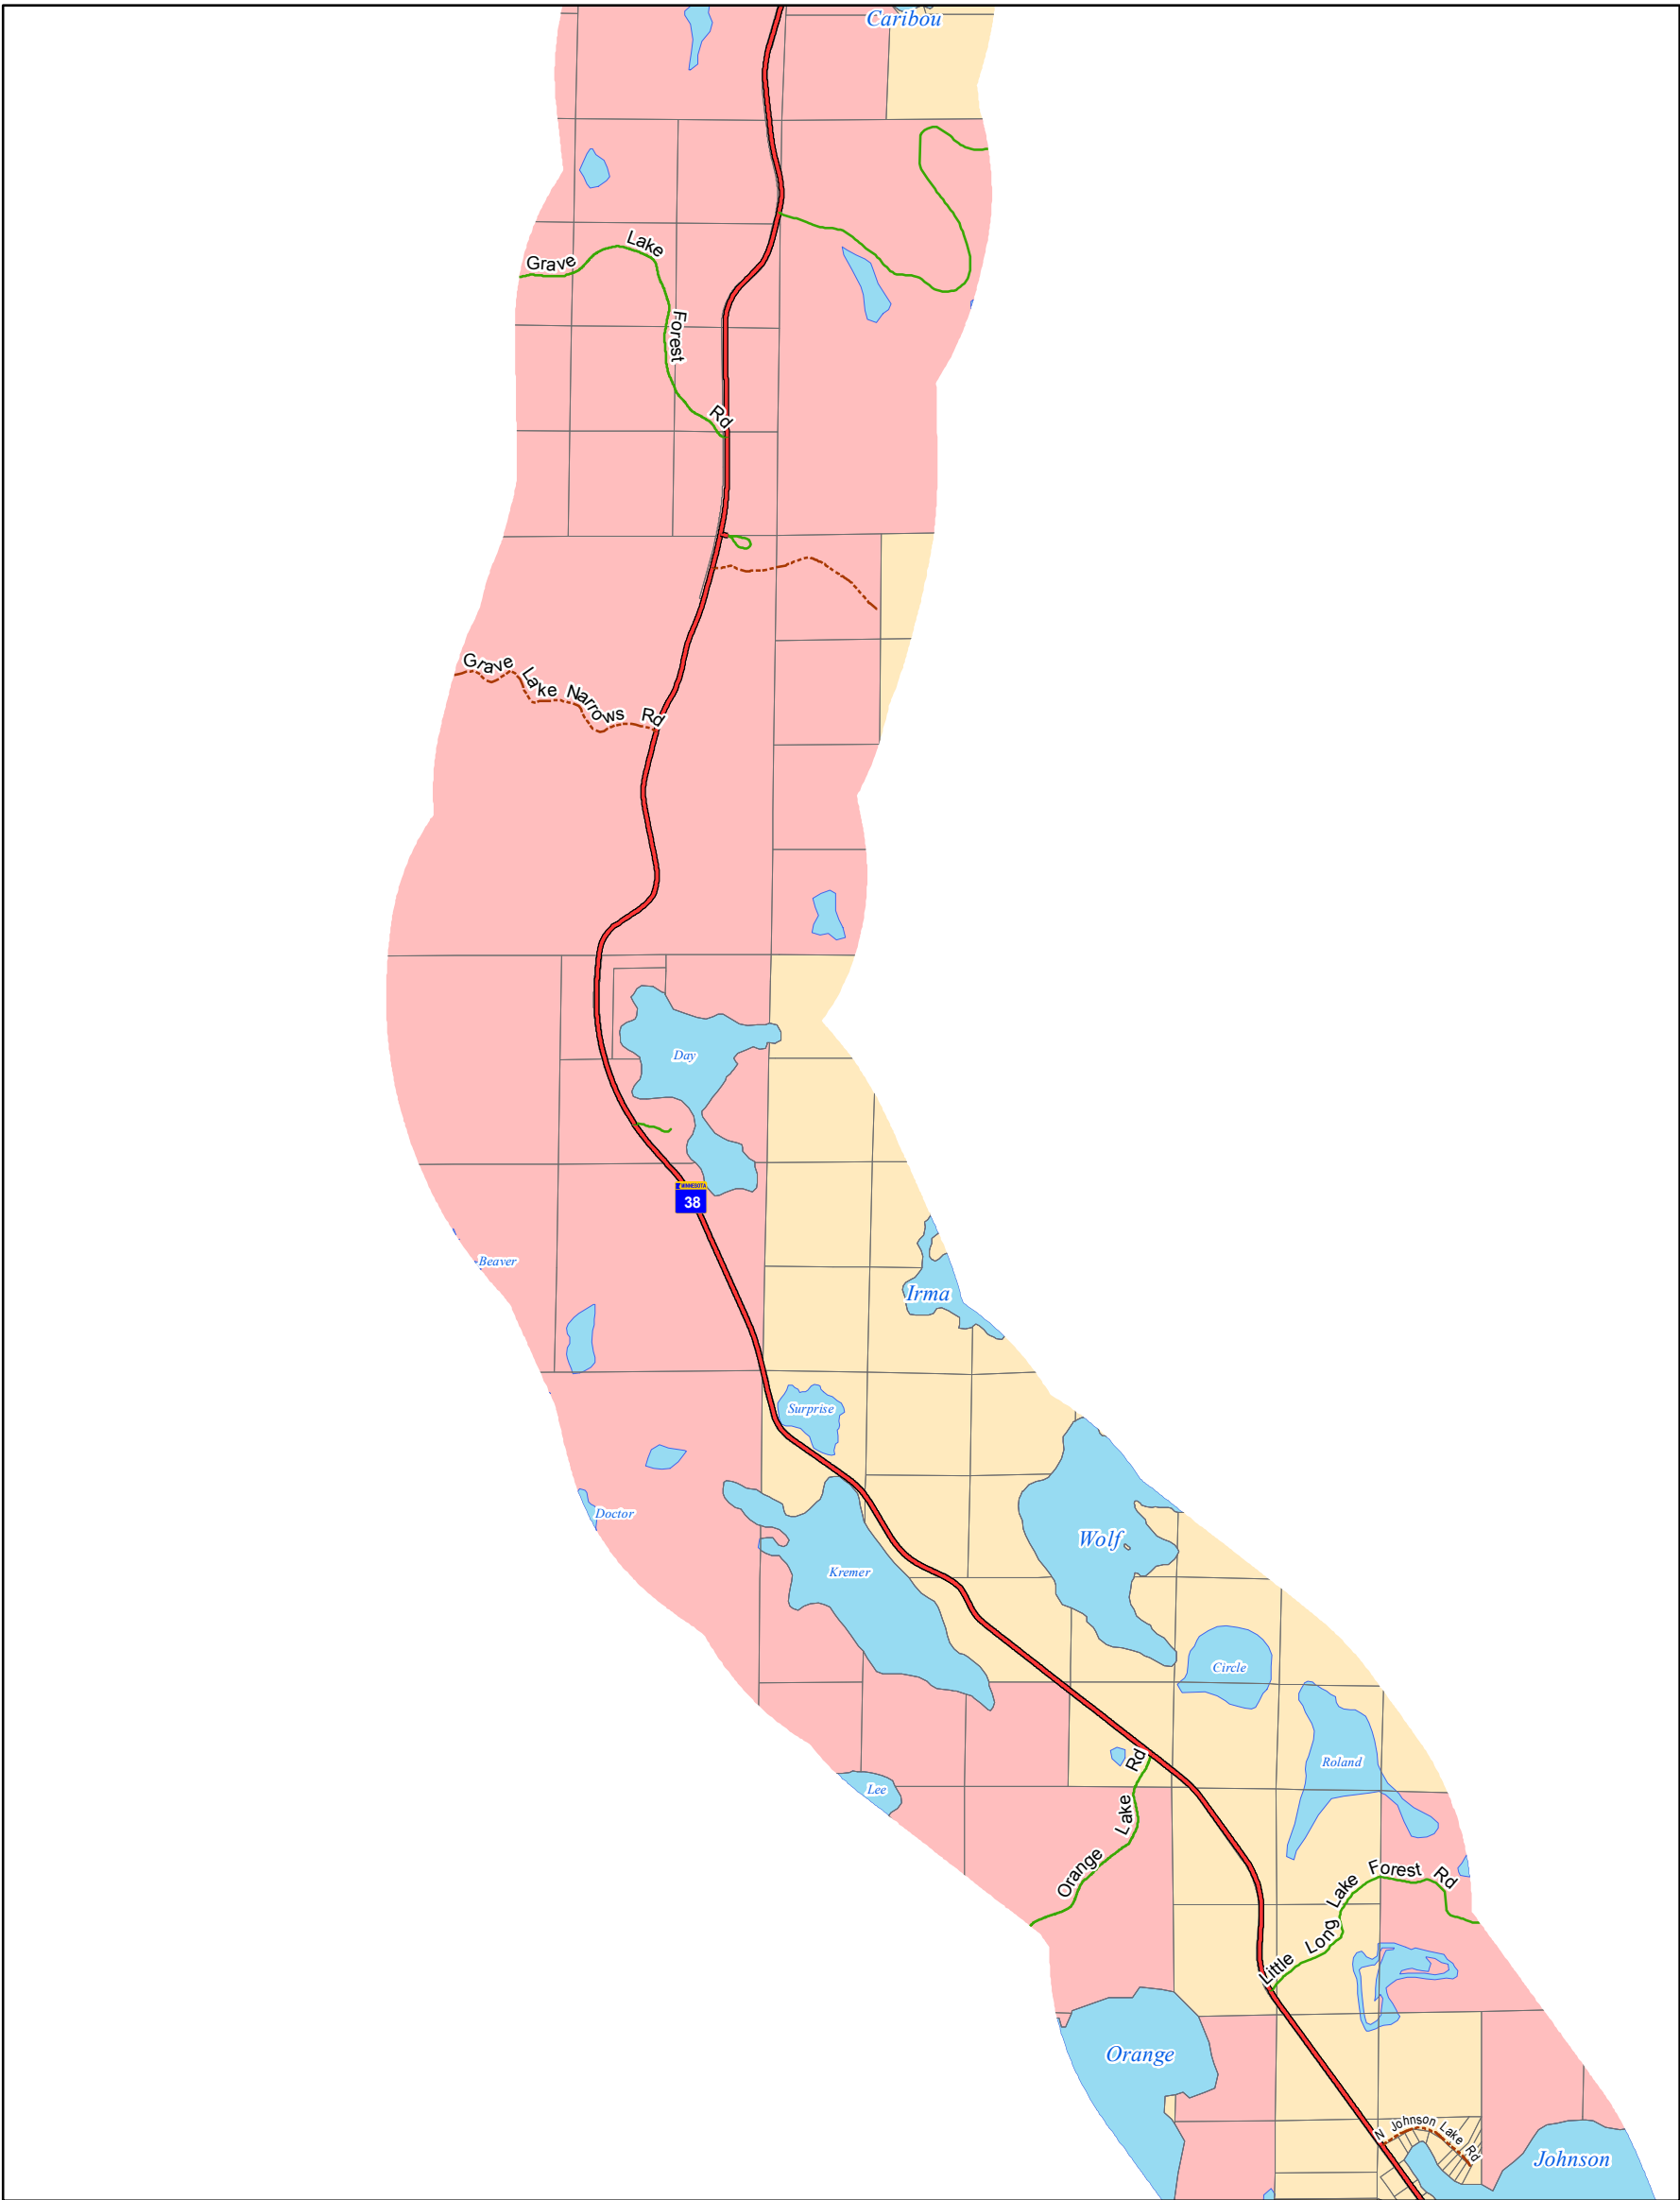 Caribou
Grave Lake Forest Rd
Grave Lake Narrows Rd
Day
MINNESOTA
38
Beaver
Irma
Surprise
Doctor
Wolf
Kremer
Circle
Roland
Lee
Orange Lake Rd
Little Long Lake Forest Rd
Orange
N Johnson Lake Rd
Johnson